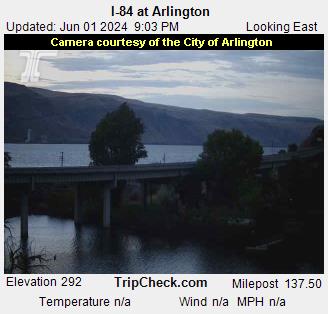 I-84 at Arlington
Updated: Jun 01 2024 9:03 PM Looking East
Camera courtesy of the City of Arlington
Elevation 292 TripCheck.com Milepost 137.50
Temperature n/a Wind n/a MPH n/a